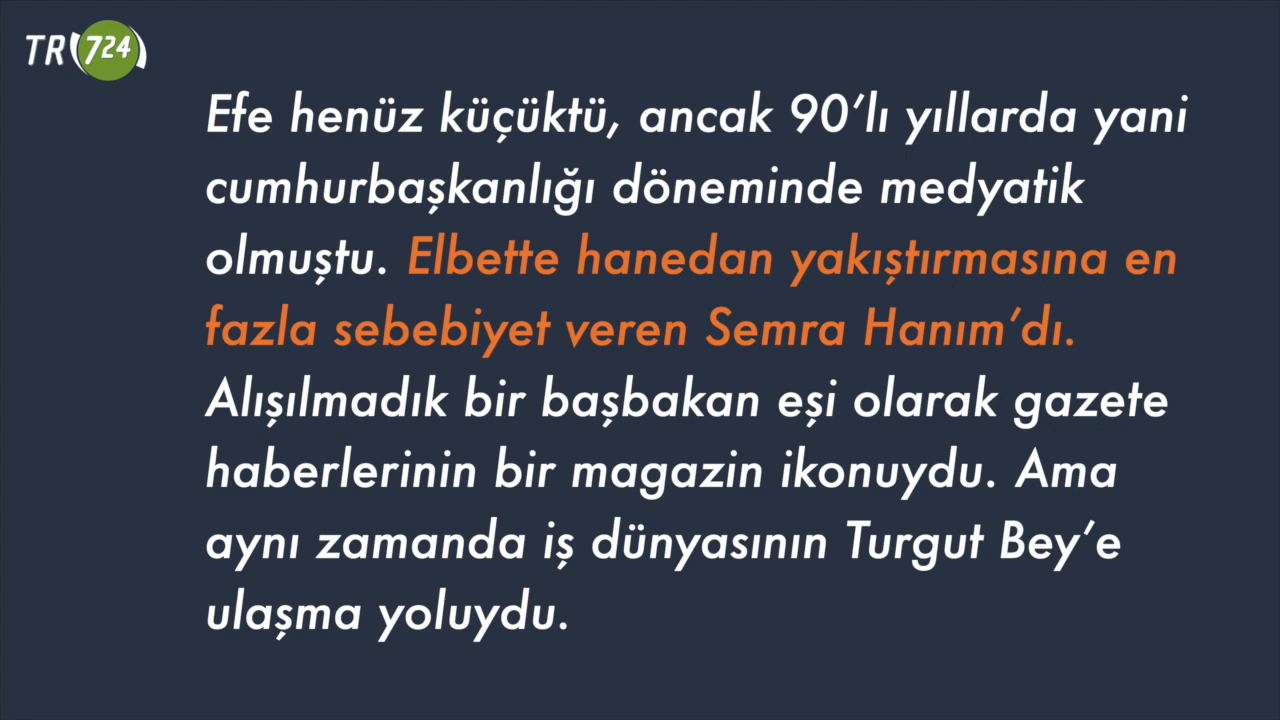 TR724
Efe henüz küçüktü, ancak 90’lı yıllarda yani
cumhurbaşkanlığı döneminde medyatik
olmuştu. Elbette hanedan yakıştırmasına en
fazla sebebiyet veren Semra Hanım’dı.
Alışılmadık bir başbakan eşi olarak gazete
haberlerinin bir magazin ikonuydu. Ama
aynı zamanda iş dünyasının Turgut Bey’e
ulaşma yoluydu.